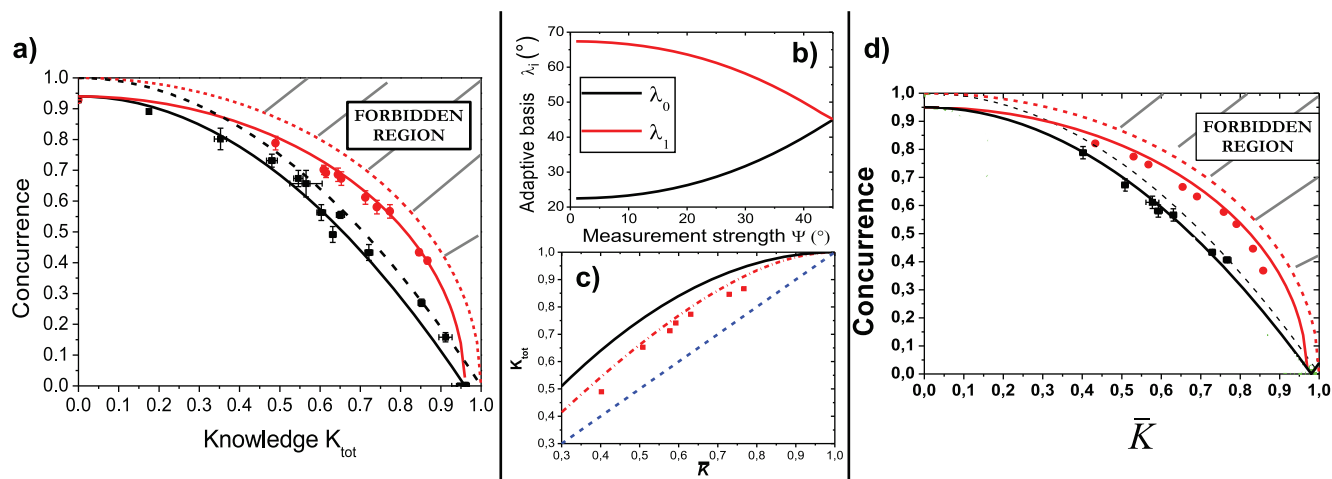 a)
1.0
0.9
0.8
0.7
0.6
0.5
0.4
0.3
0.2
0.1
0.0
Concurrence
FORBIDDEN
REGION
0.0 0.1 0.2 0.3 0.4 0.5 0.6 0.7 0.8 0.9 1.0
Knowledge K_tot
b)
70
60
50
40
30
20
Adaptive basis λ_i (°)
λ_0
λ_1
0 10 20 30 40
Measurement strength Ψ (°)
c)
1,0
0,9
0,8
0,7
0,6
0,5
0,4
0,3
K_tot
0,3 0,4 0,5 0,6 0,7 0,8 0,9 1,0
K̅
d)
1,0
0,9
0,8
0,7
0,6
0,5
0,4
0,3
0,2
0,1
0,0
Concurrence
FORBIDDEN
REGION
0,0 0,1 0,2 0,3 0,4 0,5 0,6 0,7 0,8 0,9 1,0
K̅